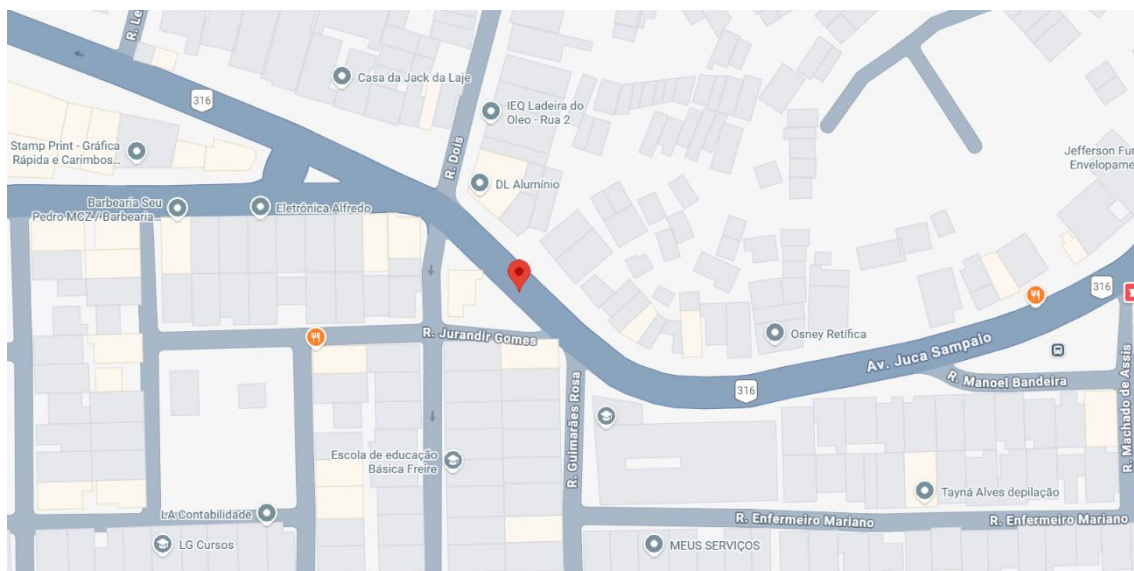 R. Le
316
Casa da Jack da Laje
IEQ Ladeira do
Oleo - Rua 2
Stamp Print - Gráfica
Rápida e Carimbos...
R. Dois
Jefferson Fur
Envelopame
DL Alumínio
Barbearia Seu
Pedro MCZ / Barbearia...
Eletrônica Alfredo
316
R. Jurandir Gomes
Osney Retífica
Av. Juca Sampaio
316
R. Manoel Bandeira
R. Machado de Assis
R. Guimarães Rosa
Escola de educação
Básica Freire
Tayná Alves depilação
LA Contabilidade
R. Enfermeiro Mariano
R. Enfermeiro Mariano
LG Cursos
MEUS SERVIÇOS